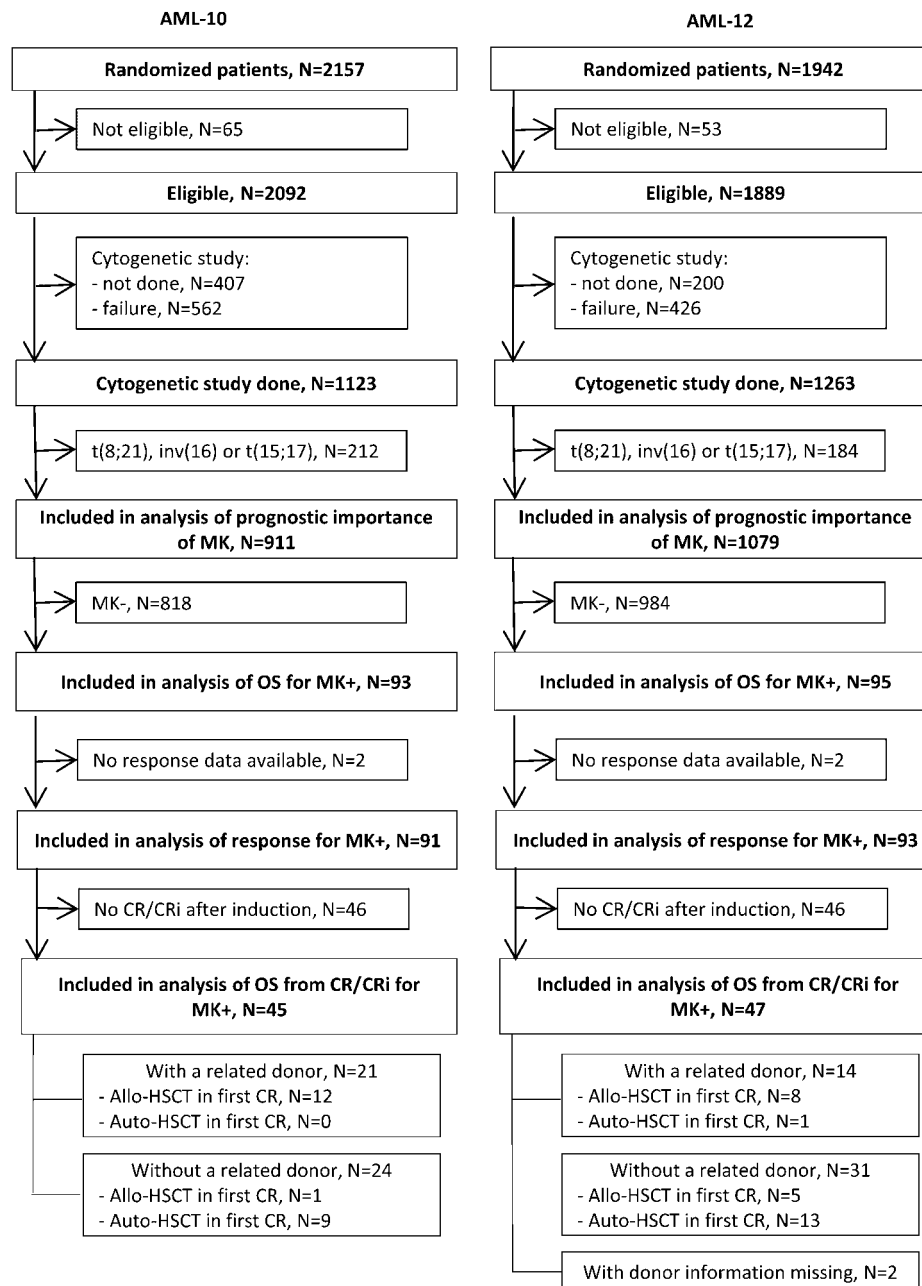 AML-10
Randomized patients, N=2157
Not eligible, N=65
Eligible, N=2092
Cytogenetic study:
- not done, N=407
- failure, N=562
Cytogenetic study done, N=1123
t(8;21), inv(16) or t(15;17), N=212
Included in analysis of prognostic importance
of MK, N=911
MK-, N=818
Included in analysis of OS for MK+, N=93
No response data available, N=2
Included in analysis of response for MK+, N=91
No CR/CRi after induction, N=46
Included in analysis of OS from CR/CRi for
MK+, N=45
With a related donor, N=21
- Allo-HSCT in first CR, N=12
- Auto-HSCT in first CR, N=0
Without a related donor, N=24
- Allo-HSCT in first CR, N=1
- Auto-HSCT in first CR, N=9
AML-12
Randomized patients, N=1942
Not eligible, N=53
Eligible, N=1889
Cytogenetic study:
- not done, N=200
- failure, N=426
Cytogenetic study done, N=1263
t(8;21), inv(16) or t(15;17), N=184
Included in analysis of prognostic importance
of MK, N=1079
MK-, N=984
Included in analysis of OS for MK+, N=95
No response data available, N=2
Included in analysis of response for MK+, N=93
No CR/CRi after induction, N=46
Included in analysis of OS from CR/CRi for
MK+, N=47
With a related donor, N=14
- Allo-HSCT in first CR, N=8
- Auto-HSCT in first CR, N=1
Without a related donor, N=31
- Allo-HSCT in first CR, N=5
- Auto-HSCT in first CR, N=13
With donor information missing, N=2